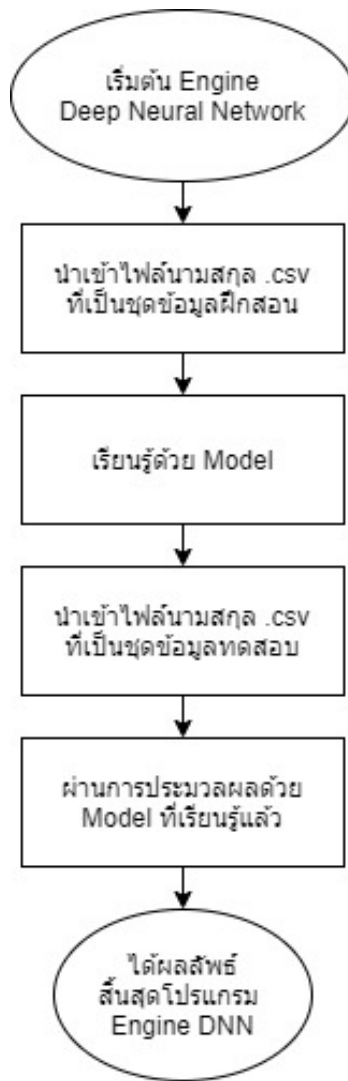 เริ่มต้น Engine
Deep Neural Network
นำเข้าไฟล์นามสกุล .csv
ที่เป็นชุดข้อมูลฝึกสอน
เรียนรู้ด้วย Model
นำเข้าไฟล์นามสกุล .csv
ที่เป็นชุดข้อมูลทดสอบ
ผ่านการประมวลผลด้วย
Model ที่เรียนรู้แล้ว
ได้ผลลัพธ์
สิ้นสุดโปรแกรม
Engine DNN